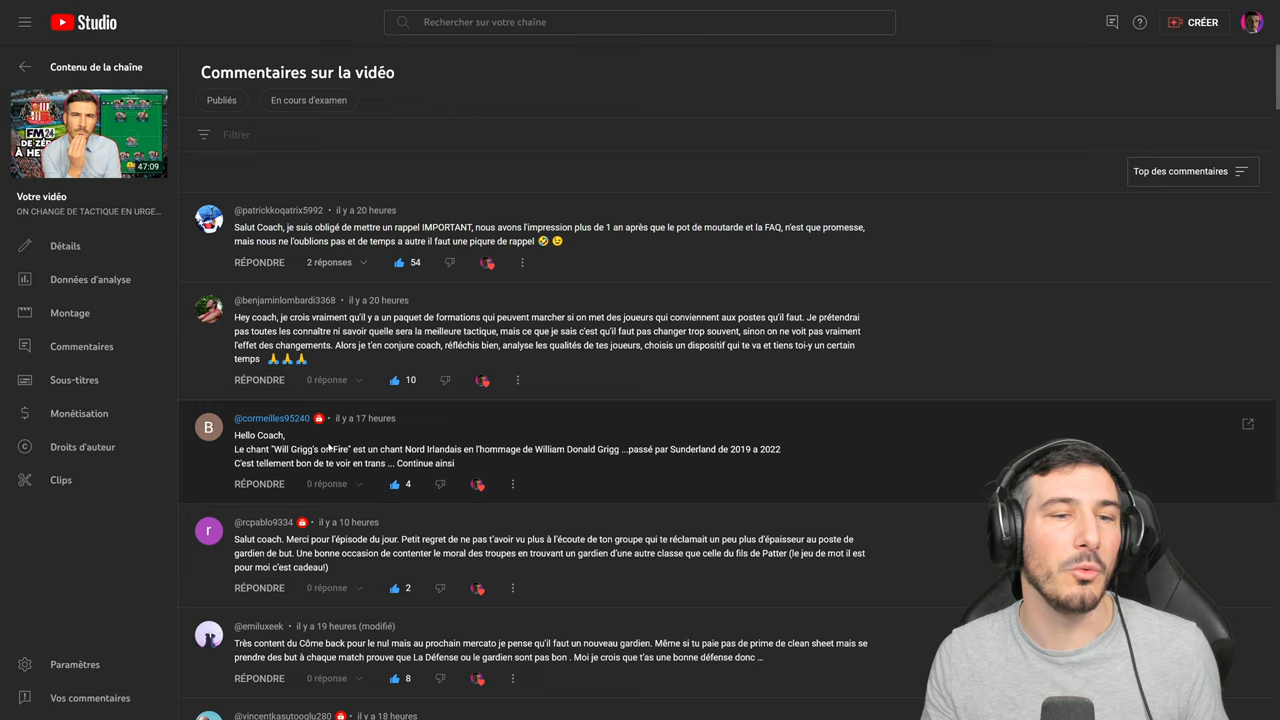 Studio
Rechercher sur votre chaîne
CRÉER
Contenu de la chaîne
FM24
DE ZÉRO
À HÉ
47:09
Votre vidéo
ON CHANGE DE TACTIQUE EN URGE...
Détails
Données d'analyse
Montage
Commentaires
Sous-titres
Monétisation
Droits d'auteur
Clips
Paramètres
Vos commentaires
Commentaires sur la vidéo
Publiés
En cours d'examen
Filtrer
Top des commentaires
@patrickkoqatrix5992 • il y a 20 heures
Salut Coach, je suis obligé de mettre un rappel IMPORTANT, nous avons l'impression plus de 1 an après que le pot de moutarde et la FAQ, n'est que promesse,
mais nous ne l'oublions pas et de temps a autre il faut une piqure de rappel 🤣 😉
RÉPONDRE 2 réponses 54
@benjaminlombardi3368 • il y a 20 heures
Hey coach, je crois vraiment qu'il y a un paquet de formations qui peuvent marcher si on met des joueurs qui conviennent aux postes qu'il faut. Je prétendrai
pas toutes les connaître ni savoir quelle sera la meilleure tactique, mais ce que je sais c'est qu'il faut pas changer trop souvent, sinon on ne voit pas vraiment
l'effet des changements. Alors je t'en conjure coach, réfléchis bien, analyse les qualités de tes joueurs, choisis un dispositif qui te va et tiens toi-y un certain
temps 🙏🙏🙏
RÉPONDRE 0 réponse 10
B
@cormeilles95240 • il y a 17 heures
Hello Coach,
Le chant "Will Grigg's on Fire" est un chant Nord Irlandais en l'hommage de William Donald Grigg ...passé par Sunderland de 2019 a 2022
C'est tellement bon de te voir en trans ... Continue ainsi
RÉPONDRE 0 réponse 4
r
@rcpablo9334 • il y a 10 heures
Salut coach. Merci pour l'épisode du jour. Petit regret de ne pas t'avoir vu plus à l'écoute de ton groupe qui te réclamait un peu plus d'épaisseur au poste de
gardien de but. Une bonne occasion de contenter le moral des troupes en trouvant un gardien d'une autre classe que celle du fils de Patter (le jeu de mot il est
pour moi c'est cadeau!)
RÉPONDRE 0 réponse 2
@emiluxeek • il y a 19 heures (modifié)
Très content du Côme back pour le nul mais au prochain mercato je pense qu'il faut un nouveau gardien. Même si tu paie pas de prime de clean sheet mais se
prendre des but à chaque match prouve que La Défense ou le gardien sont pas bon . Moi je crois que t'as une bonne défense donc ...
RÉPONDRE 0 réponse 8
@vincentkasutooglu280 • il y a 18 heures